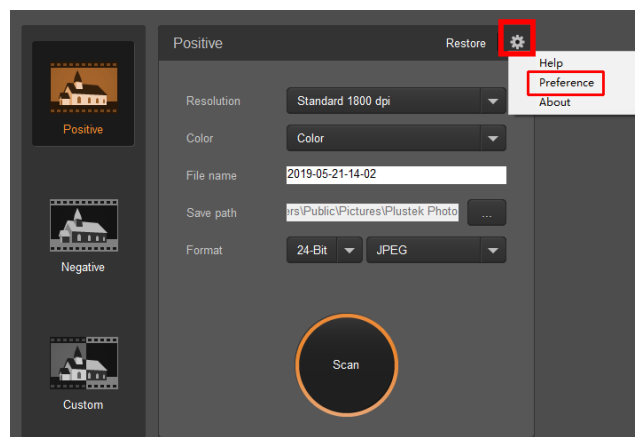 Positive Restore
Help
Preference
About
Resolution Standard 1800 dpi
Positive
Color Color
File name 2019-05-21-14-02
Save path ers\Public\Pictures\Plustek Photo ...
Format 24-Bit JPEG
Negative
Scan
Custom